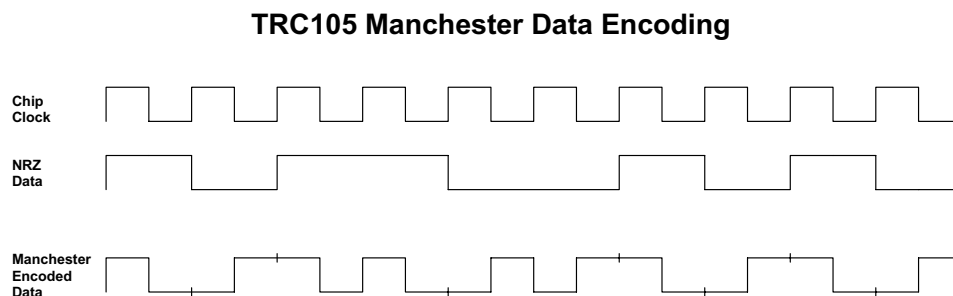 TRC105 Manchester Data Encoding
Chip
Clock
NRZ
Data
Manchester
Encoded
Data